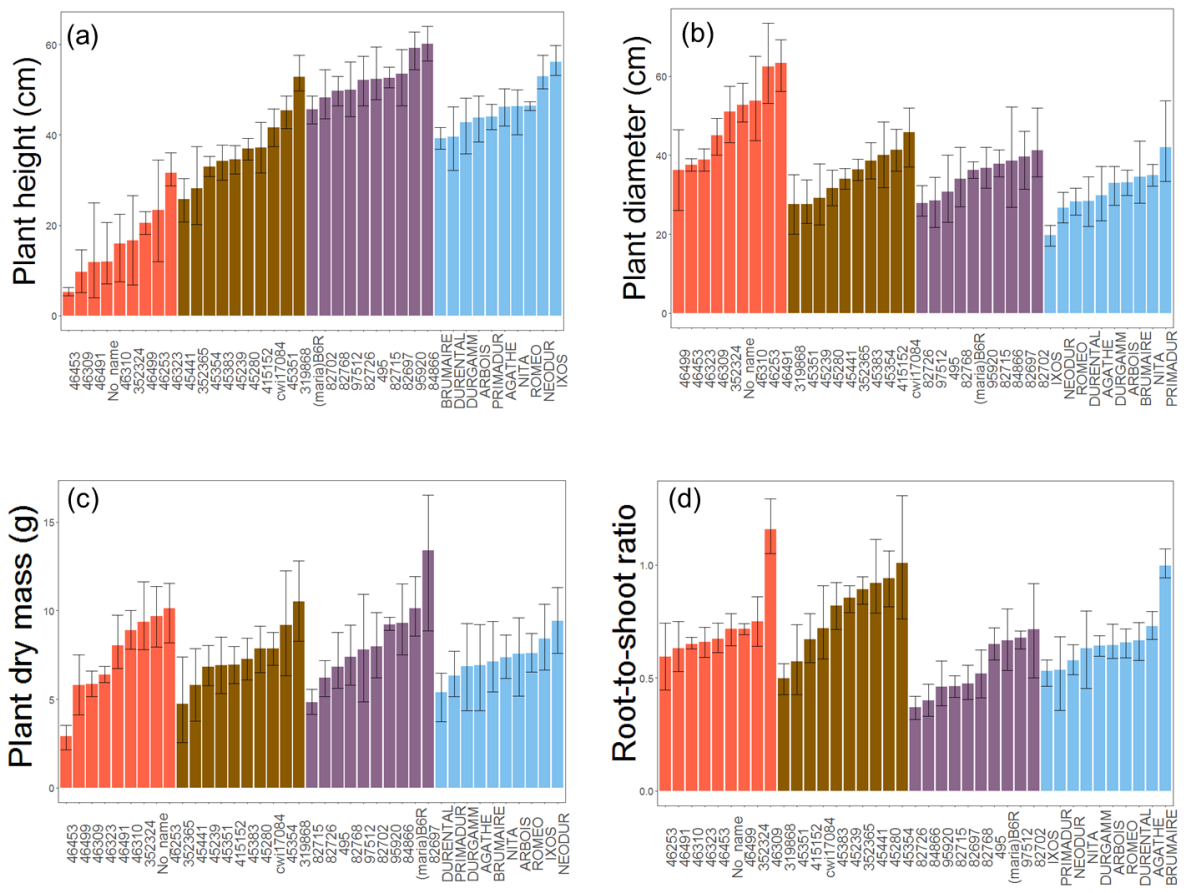 (a)
Plant height (cm)
60
40
20
0
46453
46309
46491
No_name
46310
352324
46499
46253
46323
45441
352365
45354
45383
45239
45280
415152
cwi17084
45351
319868
(maria)B6R
82702
82768
97512
82726
495
82715
82697
95920
84866
BRUMAIRE
DURENTAL
DURGAMM
ARBOIS
PRIMADUR
AGATHE
NITA
ROMEO
NEODUR
IXOS
(b)
Plant diameter (cm)
60
40
20
0
46499
46453
46323
46309
352324
No_name
46310
46253
46491
319868
45351
45239
45280
45441
352365
45383
45354
415152
cwi17084
82726
97512
495
82768
(maria)B6R
95920
82715
84866
82697
82702
IXOS
NEODUR
ROMEO
DURENTAL
AGATHE
DURGAMM
ARBOIS
BRUMAIRE
NITA
PRIMADUR
(c)
Plant dry mass (g)
15
10
5
0
46453
46499
46309
46323
46491
46310
352324
No_name
46253
352365
45441
45239
45351
415152
45383
45280
cwi17084
45354
319868
82715
82726
495
82768
97512
82702
95920
84866
(maria)B6R
82697
DURENTAL
PRIMADUR
DURGAMM
AGATHE
BRUMAIRE
NITA
ARBOIS
ROMEO
IXOS
NEODUR
(d)
Root-to-shoot ratio
1.0
0.5
0.0
46253
46491
46310
46323
46453
No_name
46499
352324
46309
319868
45351
415152
cwi17084
45383
45239
352365
45441
45280
45354
82726
84866
95920
82715
82697
82768
495
(maria)B6R
97512
82702
IXOS
PRIMADUR
NEODUR
NITA
DURGAMM
ARBOIS
ROMEO
DURENTAL
AGATHE
BRUMAIRE